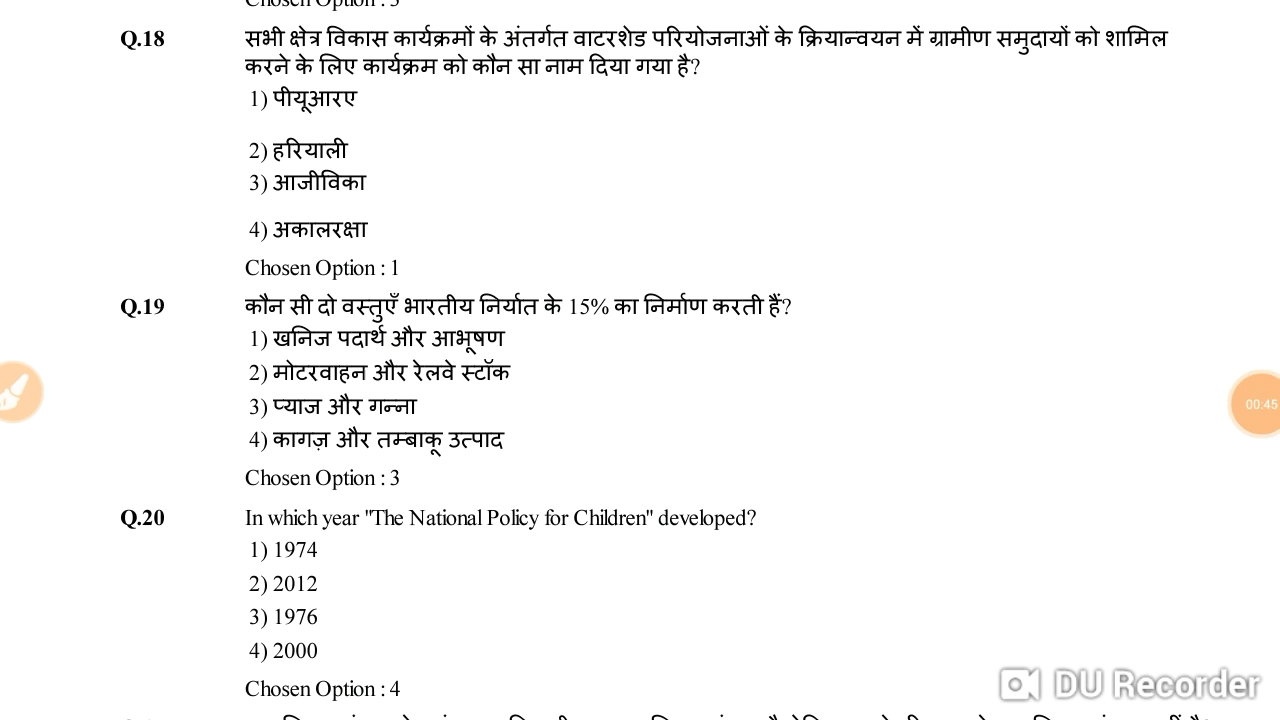 Chosen Option : 3
Q.18 सभी क्षेत्र विकास कार्यक्रमों के अंतर्गत वाटरशेड परियोजनाओं के क्रियान्वयन में ग्रामीण समुदायों को शामिल
करने के लिए कार्यक्रम को कौन सा नाम दिया गया है?
1) पीयूआरए
2) हरियाली
3) आजीविका
4) अकालरक्षा
Chosen Option : 1
Q.19 कौन सी दो वस्तुएँ भारतीय निर्यात के 15% का निर्माण करती हैं?
1) खनिज पदार्थ और आभूषण
2) मोटरवाहन और रेलवे स्टॉक
3) प्याज और गन्ना
4) कागज़ और तम्बाकू उत्पाद
Chosen Option : 3
00:45
Q.20 In which year "The National Policy for Children" developed?
1) 1974
2) 2012
3) 1976
4) 2000
Chosen Option : 4
DU Recorder